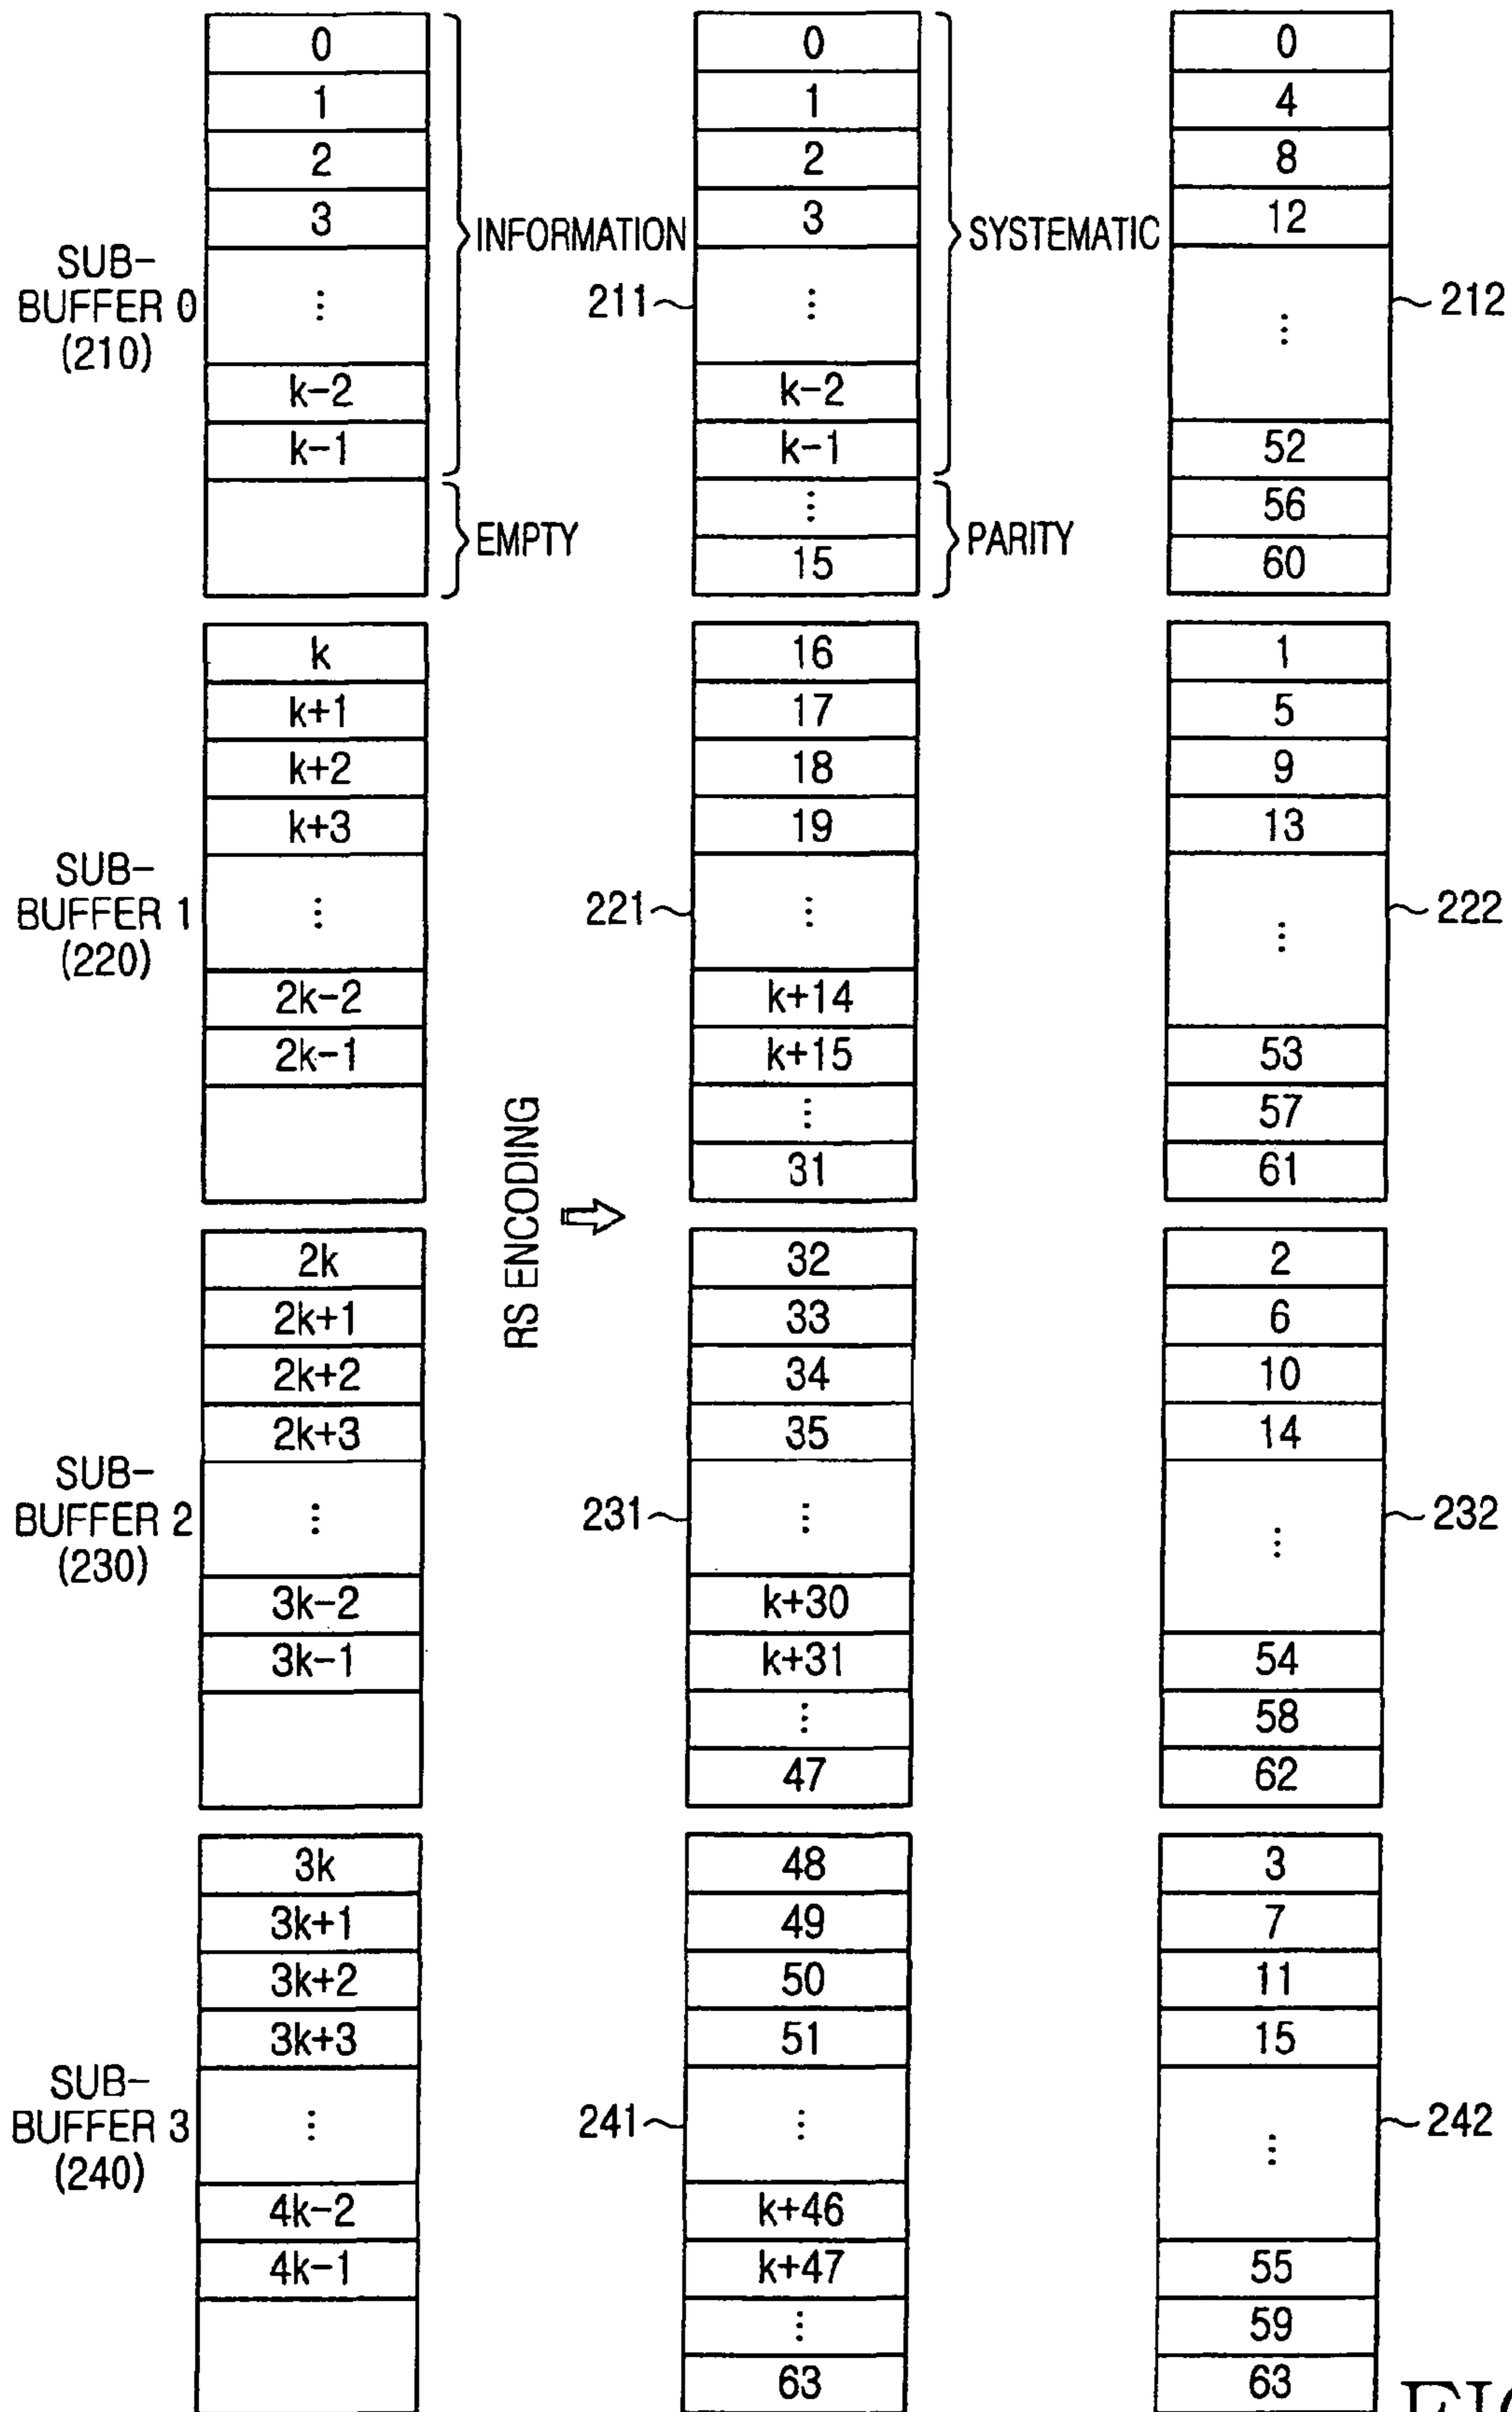 SUB-
BUFFER 0
(210)
0
1
2
3
⋮
k-2
k-1
INFORMATION
EMPTY
211
0
1
2
3
⋮
k-2
k-1
⋮
15
SYSTEMATIC
PARITY
0
4
8
12
⋮
52
56
60
212
SUB-
BUFFER 1
(220)
k
k+1
k+2
k+3
⋮
2k-2
2k-1
221
16
17
18
19
⋮
k+14
k+15
⋮
31
1
5
9
13
⋮
53
57
61
222
RS ENCODING
SUB-
BUFFER 2
(230)
2k
2k+1
2k+2
2k+3
⋮
3k-2
3k-1
231
32
33
34
35
⋮
k+30
k+31
⋮
47
2
6
10
14
⋮
54
58
62
232
SUB-
BUFFER 3
(240)
3k
3k+1
3k+2
3k+3
⋮
4k-2
4k-1
241
48
49
50
51
⋮
k+46
k+47
⋮
63
3
7
11
15
⋮
55
59
63
242